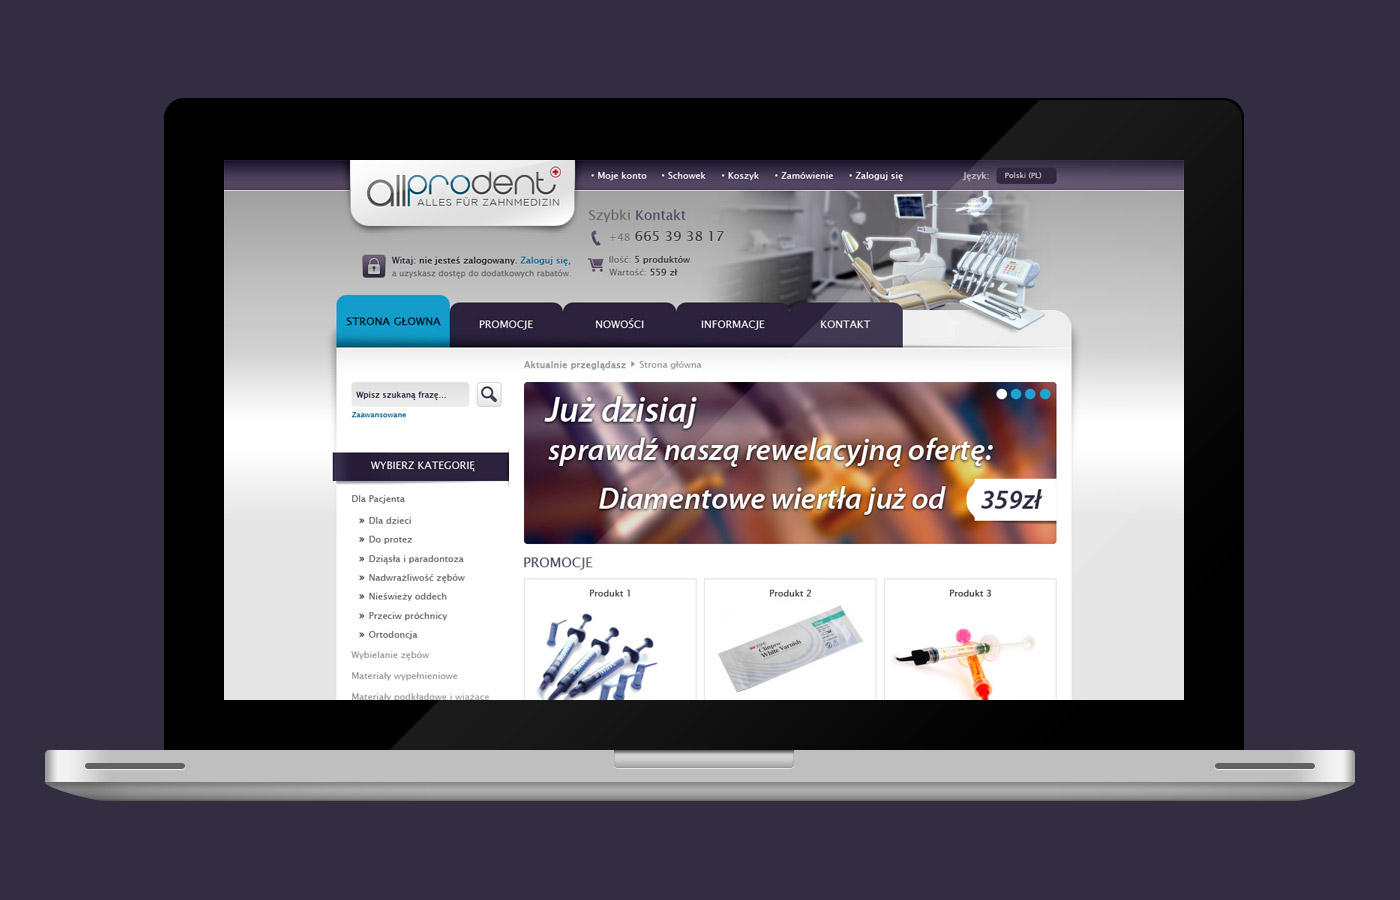 allprodent
ALLES FÜR ZAHNMEDIZIN
• Moje konto • Schowek • Koszyk • Zamówienie • Zaloguj się
Język: Polski (PL)
Szybki Kontakt
+48 665 39 38 17
Ilość: 5 produktów
Wartość: 559 zł
Witaj: nie jesteś zalogowany. Zaloguj się,
a uzyskasz dostęp do dodatkowych rabatów.
STRONA GŁOWNA PROMOCJE NOWOŚCI INFORMACJE KONTAKT
Aktualnie przeglądasz Strona główna
Wpisz szukaną frazę...
Zaawansowane
WYBIERZ KATEGORIĘ
Dla Pacjenta
» Dla dzieci
» Do protez
» Dziąsła i paradontoza
» Nadwrażliwość zębów
» Nieświeży oddech
» Przeciw próchnicy
» Ortodoncja
Wybielanie zębów
Materiały wypełnieniowe
Materiały podkładowe i wiążące
Już dzisiaj
sprawdź naszą rewelacyjną ofertę:
Diamentowe wiertła już od 359zł
PROMOCJE
Produkt 1
Produkt 2
Clinpro
White Varnish
Produkt 3